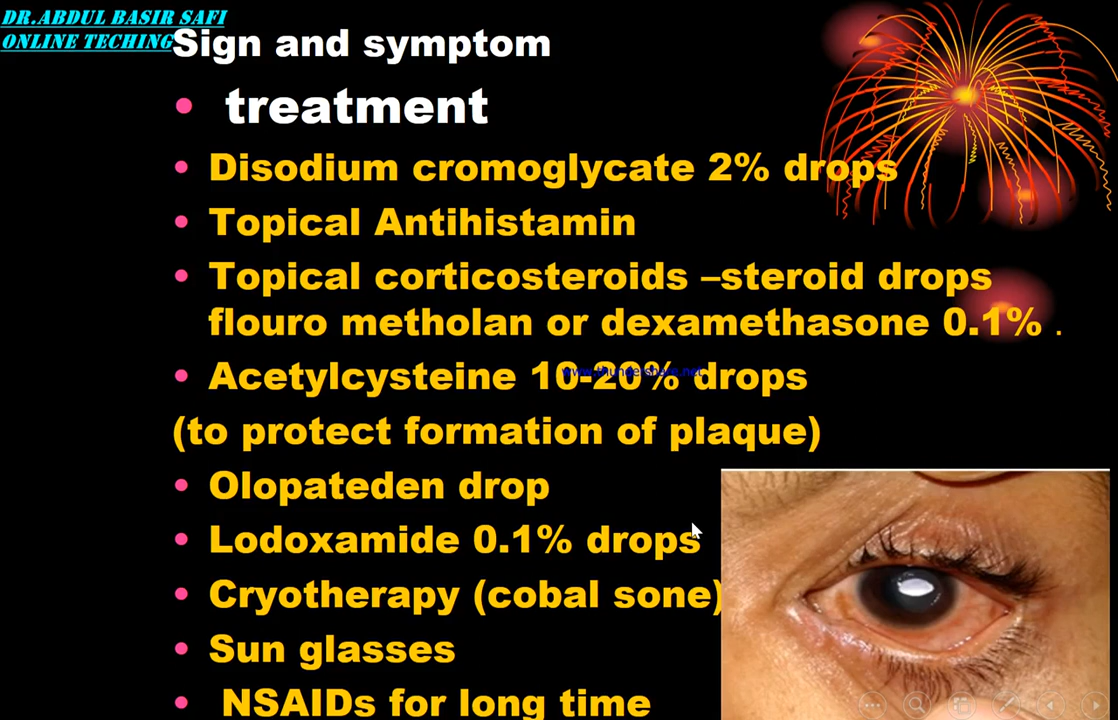 DR.ABDUL BASIR SAFI
ONLINE TECHING
Sign and symptom
• treatment
• Disodium cromoglycate 2% drops
• Topical Antihistamin
• Topical corticosteroids –steroid drops
flouro metholan or dexamethasone 0.1% .
• Acetylcysteine 10-20% drops
(to protect formation of plaque)
• Olopateden drop
• Lodoxamide 0.1% drops
• Cryotherapy (cobal sone)
• Sun glasses
• NSAIDs for long time